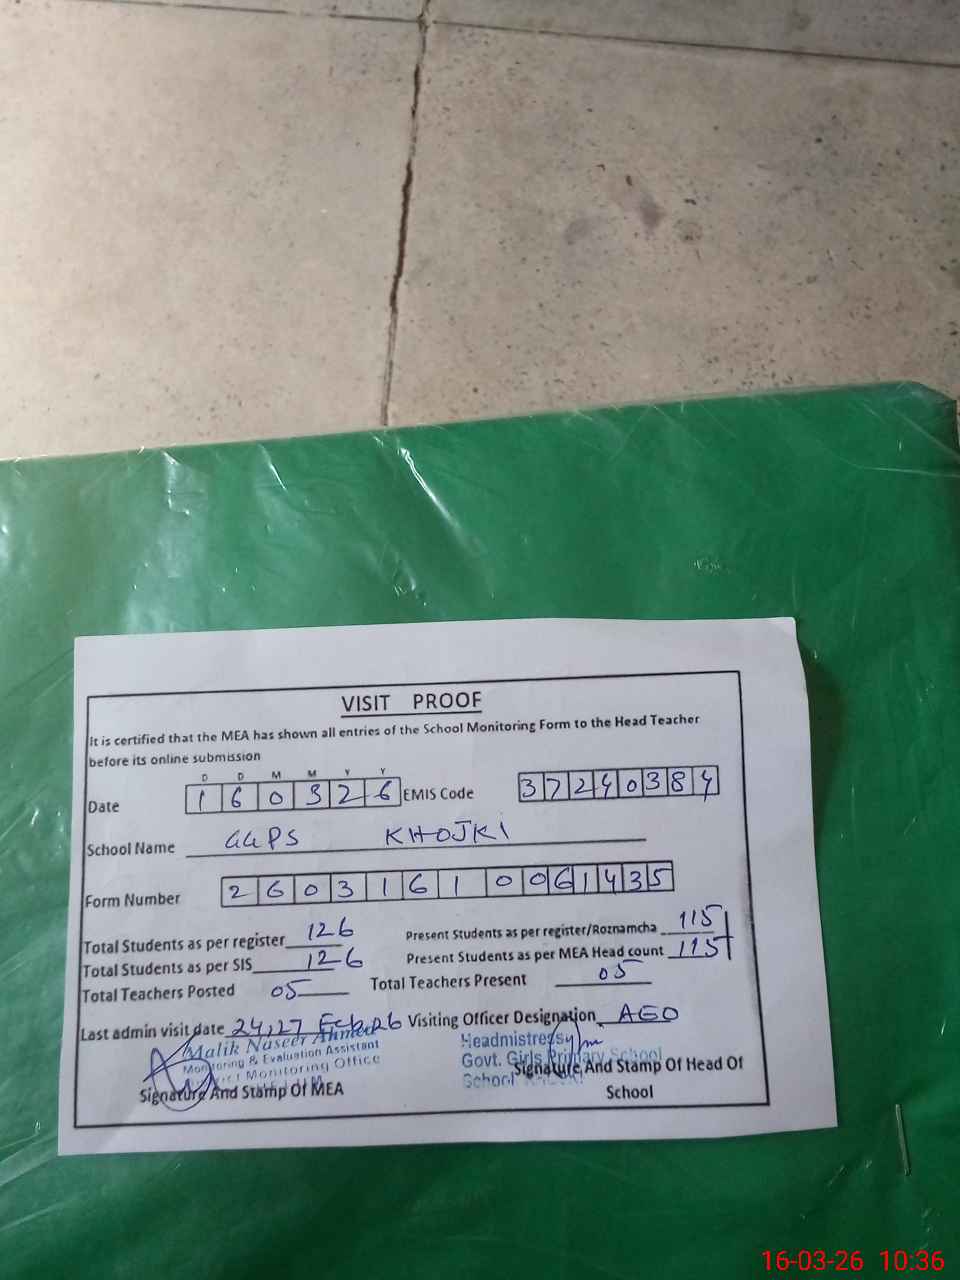 VISIT PROOF
It is certified that the MEA has shown all entries of the School Monitoring Form to the Head Teacher
before its online submission
D D M M Y Y
Date 1 6 0 3 2 6 EMIS Code 3 7 2 4 0 3 8 4
School Name GGPS KHOJKI
Form Number 2 6 0 3 1 6 1 0 0 6 1 4 3 5
Total Students as per register 126 Present Students as per register/Roznamcha 115
Total Students as per SIS 126 Present Students as per MEA Head count 115
Total Teachers Posted 05 Total Teachers Present 05
Last admin visit date 24,27 Feb,26 Visiting Officer Designation AEO
Malik Naseer Ahmed
Monitoring & Evaluation Assistant
District Monitoring Office
Signature And Stamp Of MEA
Headmistress
Govt. Girls Primary School
School
Signature And Stamp Of Head Of
School
16-03-26 10:36